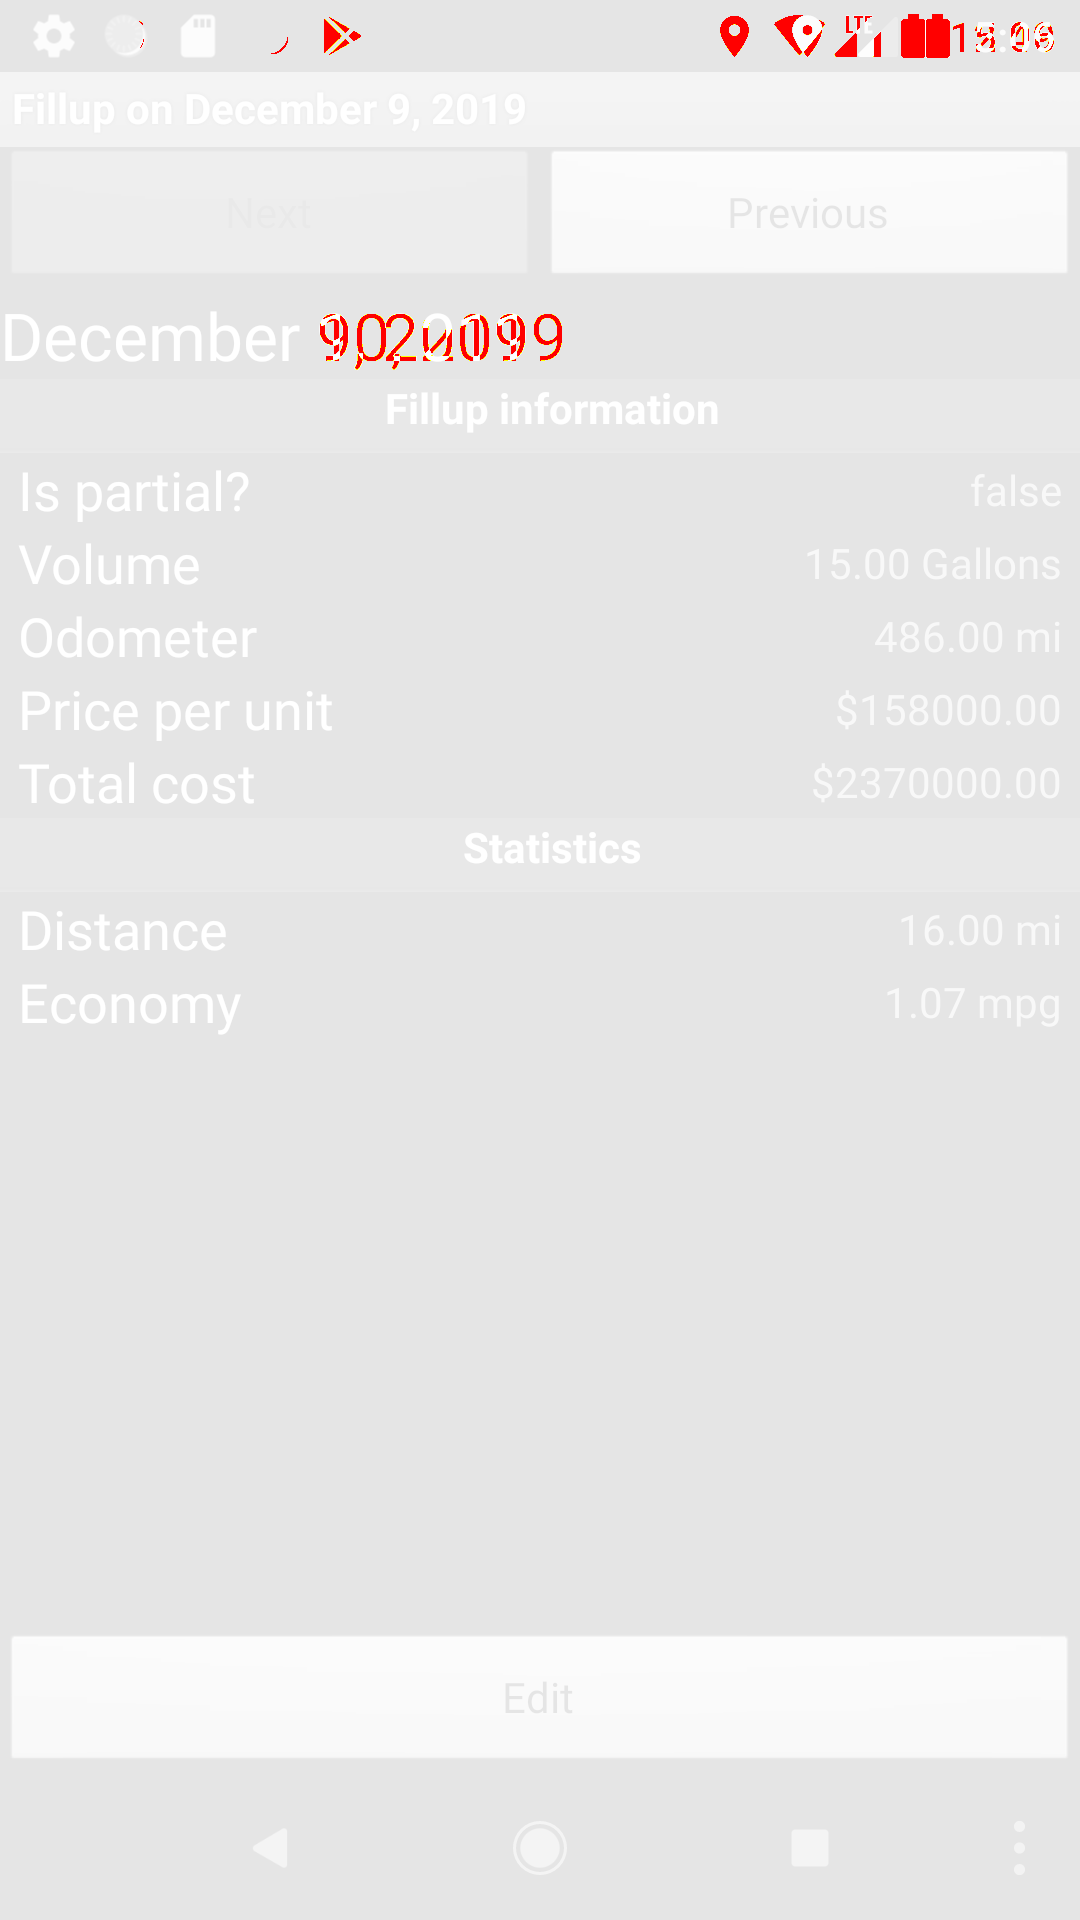 LTE
Fillup on December 9, 2019
Next
Previous
December
Fillup information
Is partial?
false
Volume
15.00 Gallons
Odometer
486.00 mi
Price per unit
$158000.00
Total cost
$2370000.00
Statistics
Distance
16.00 mi
Economy
1.07 mpg
Edit